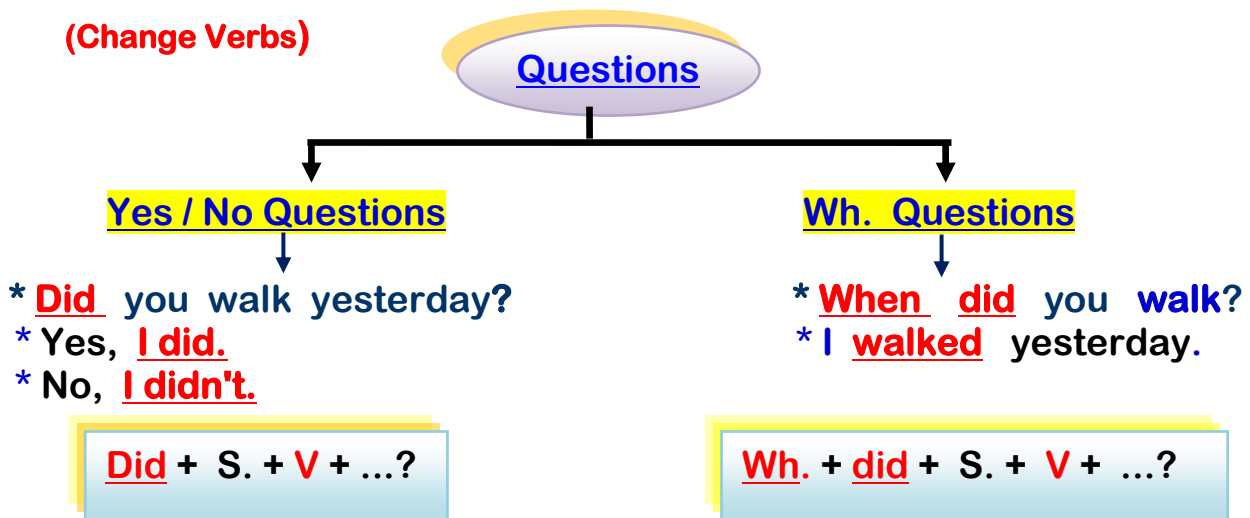 (Change Verbs)
Questions
Yes / No Questions
* Did you walk yesterday?
* Yes, I did.
* No, I didn't.
Did + S. + V + ...?
Wh. Questions
* When did you walk?
* I walked yesterday.
Wh. + did + S. + V + ...?